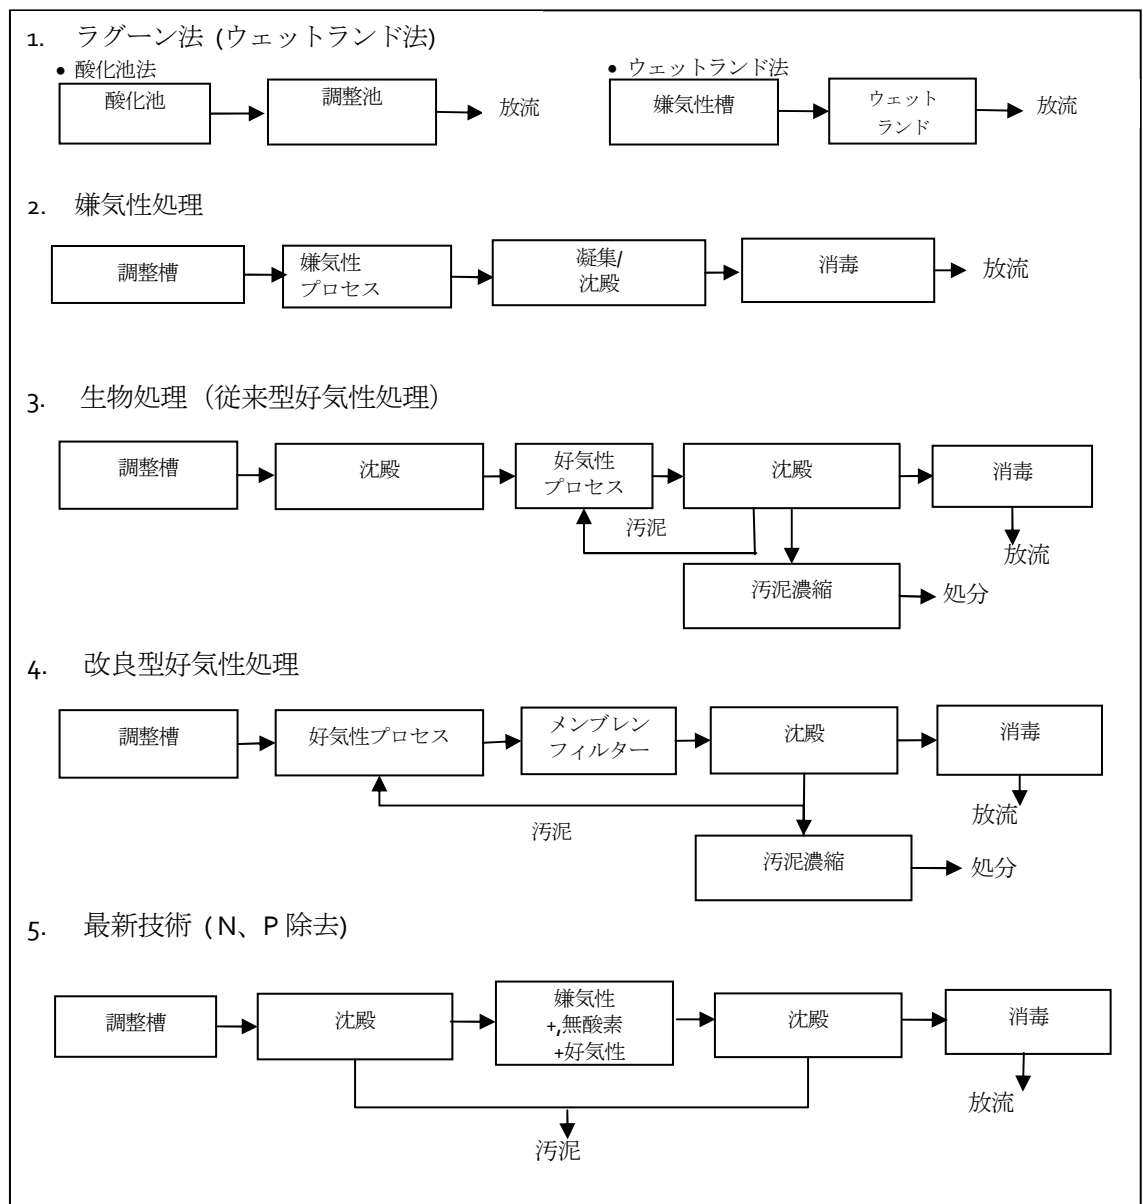 1. ラグーン法 (ウェットランド法)
• 酸化池法
酸化池
調整池
放流
• ウェットランド法
嫌気性槽
ウェット
ランド
放流
2. 嫌気性処理
調整槽
嫌気性
プロセス
凝集/
沈殿
消毒
放流
3. 生物処理（従来型好気性処理）
調整槽
沈殿
好気性
プロセス
沈殿
消毒
汚泥
放流
汚泥濃縮
処分
4. 改良型好気性処理
調整槽
好気性プロセス
メンブレン
フィルター
沈殿
消毒
放流
汚泥
汚泥濃縮
処分
5. 最新技術 ( N、P 除去)
調整槽
沈殿
嫌気性
+,無酸素
+好気性
沈殿
消毒
放流
汚泥